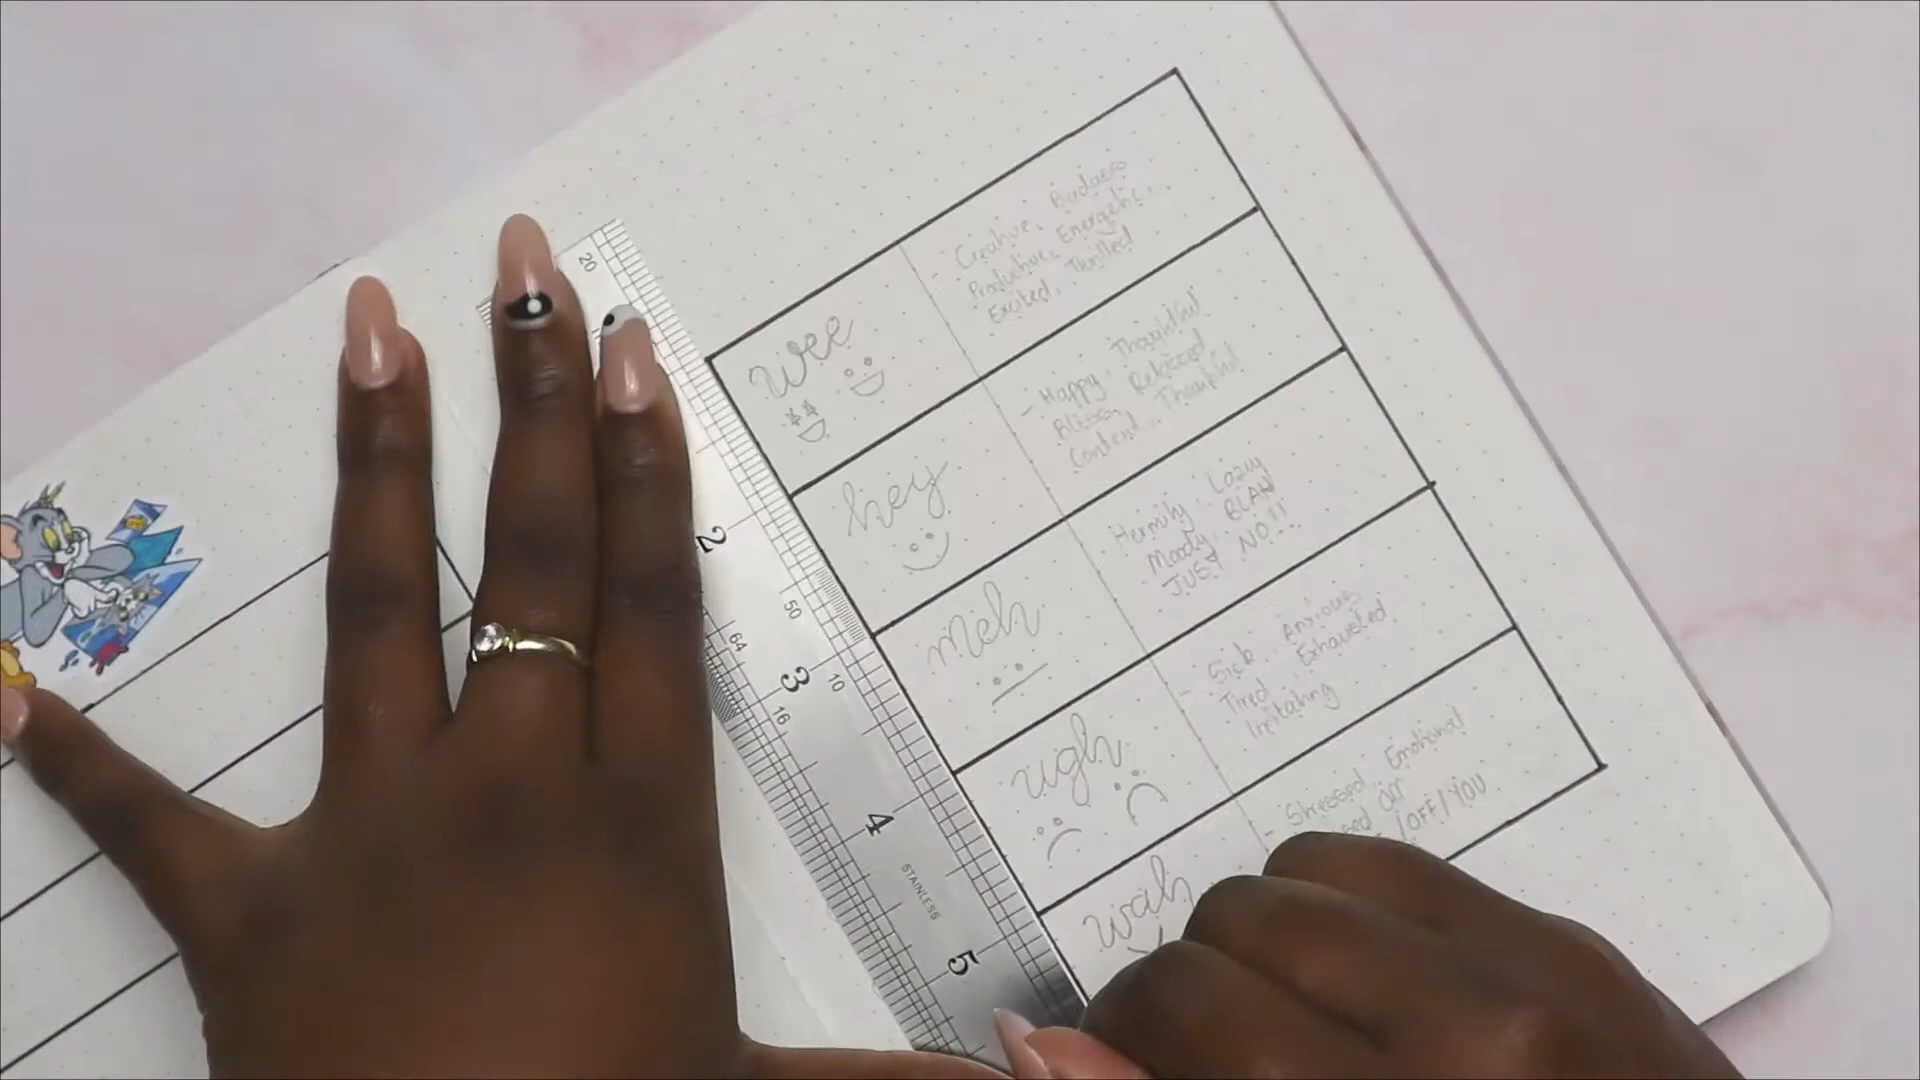 wee
- Creative, Badass
Productive, Energetic
Excited, Thrilled
hey
- Happy, Thoughtful
Relaxed
Content, Thankful
meh
Hermity, Lazy
Moody, BLAH
JUST NO!!
ugh
- Sick, Anxious
Tired, Exhausted
Irritating
wah
- Stressed, Emotional
Off
/OFF/YOU
20
2
50
64
3
10
16
4
STAINLESS
5